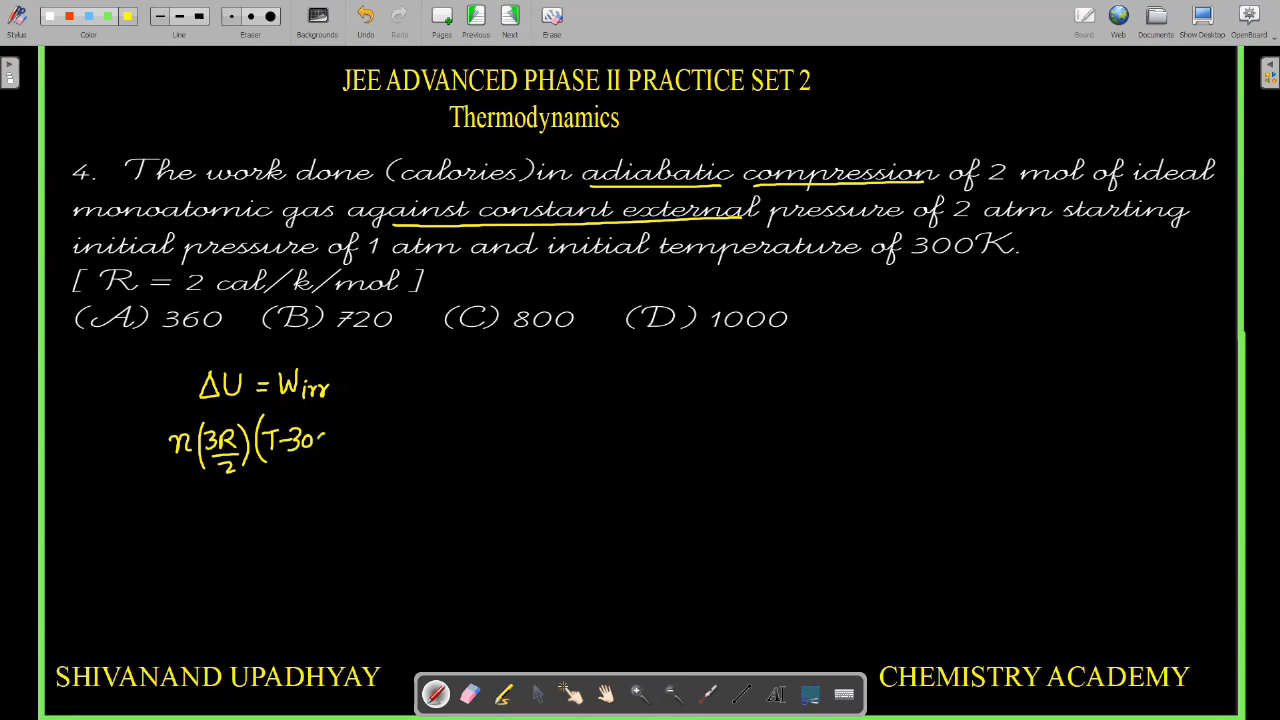 Stylus Color Line Eraser Backgrounds Undo Redo Pages Previous Next Erase Board Web Documents Show Desktop OpenBoard
JEE ADVANCED PHASE II PRACTICE SET 2
Thermodynamics
4. The work done (calories)in adiabatic compression of 2 mol of ideal
monoatomic gas against constant external pressure of 2 atm starting
initial pressure of 1 atm and initial temperature of 300K.
[ R = 2 cal/k/mol ]
(A) 360 (B) 720 (C) 800 (D) 1000
ΔU = Wirr
n(3R/2)(T-30
SHIVANAND UPADHYAY
CHEMISTRY ACADEMY